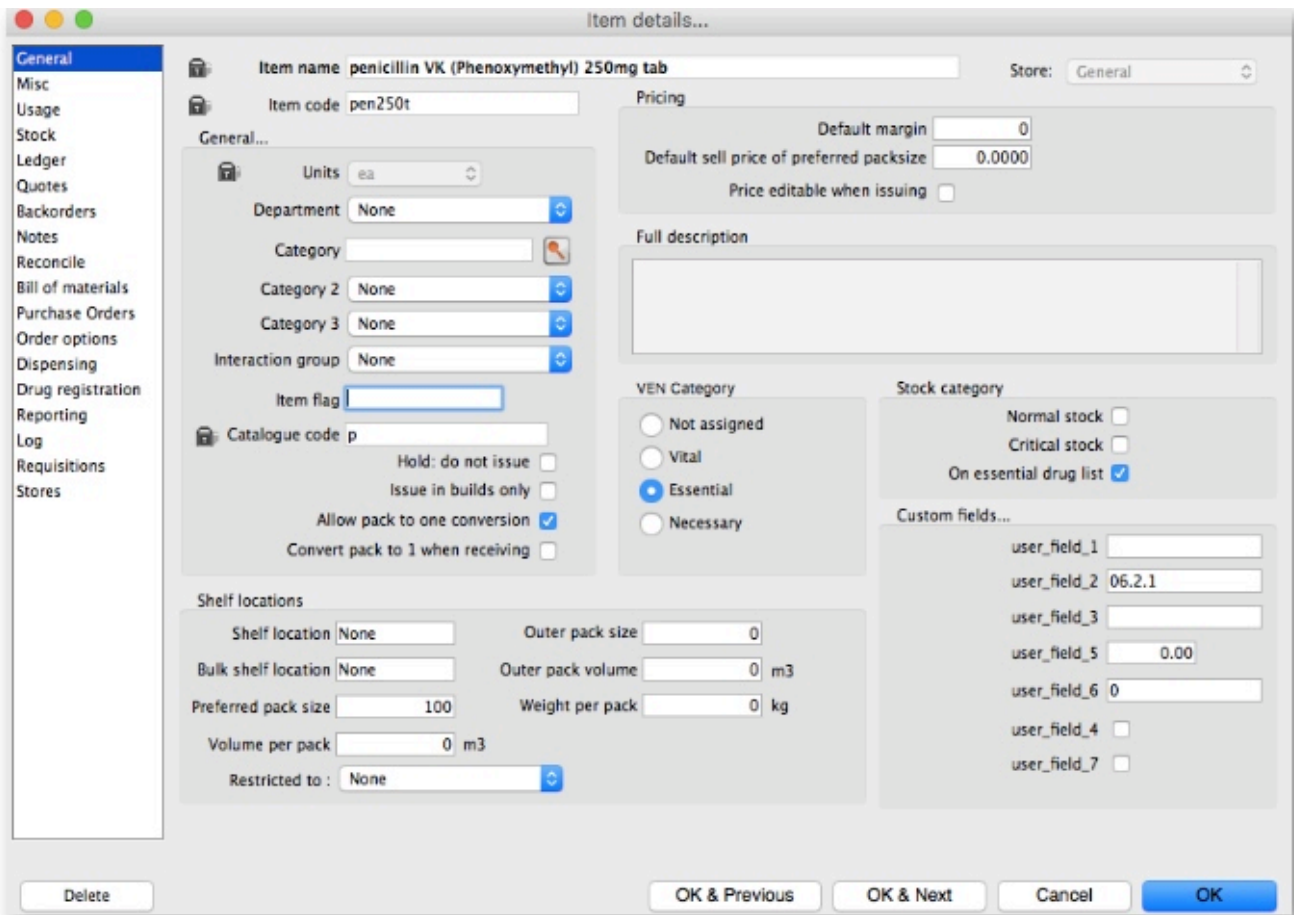 Item details...
General
Misc
Usage
Stock
Ledger
Quotes
Backorders
Notes
Reconcile
Bill of materials
Purchase Orders
Order options
Dispensing
Drug registration
Reporting
Log
Requisitions
Stores
Item name penicillin VK (Phenoxymethyl) 250mg tab
Store: General
Item code pen250t
General...
Units ea
Department None
Category
Category 2 None
Category 3 None
Interaction group None
Item flag
Catalogue code p
Hold: do not issue
Issue in builds only
Allow pack to one conversion
Convert pack to 1 when receiving
Pricing
Default margin 0
Default sell price of preferred packsize 0.0000
Price editable when issuing
Full description
VEN Category
Not assigned
Vital
Essential
Necessary
Stock category
Normal stock
Critical stock
On essential drug list
Custom fields...
user_field_1
user_field_2 06.2.1
user_field_3
user_field_5 0.00
user_field_6 0
user_field_4
user_field_7
Shelf locations
Shelf location None
Outer pack size 0
Bulk shelf location None
Outer pack volume 0 m3
Preferred pack size 100
Weight per pack 0 kg
Volume per pack 0 m3
Restricted to : None
Delete
OK & Previous
OK & Next
Cancel
OK